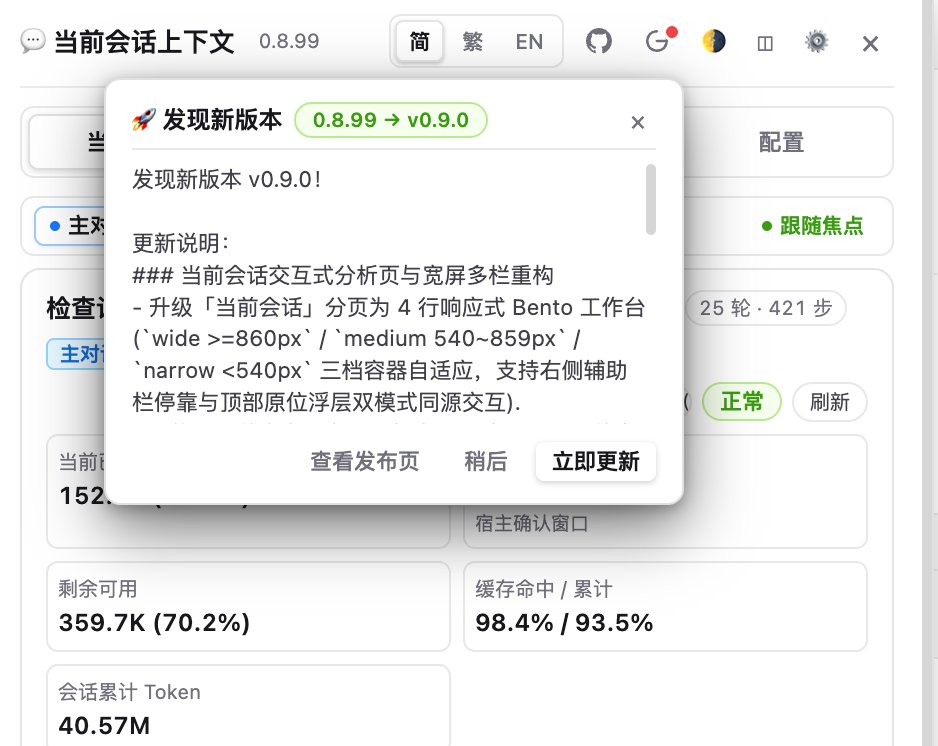 当前会话上下文 0.8.99 简 繁 EN
🚀 发现新版本 0.8.99 → v0.9.0
配置
发现新版本 v0.9.0！
主对
跟随焦点
更新说明：
### 当前会话交互式分析页与宽屏多栏重构
- 升级「当前会话」分页为 4 行响应式 Bento 工作台
(`wide >=860px` / `medium 540~859px` /
`narrow <540px` 三档容器自适应，支持右侧辅助
栏停靠与顶部原位浮层双模式同源交互).
检查
25 轮 · 421 步
主对
正常 刷新
查看发布页 稍后 立即更新
当前
152.
宿主确认窗口
剩余可用
359.7K (70.2%)
缓存命中 / 累计
98.4% / 93.5%
会话累计 Token
40.57M